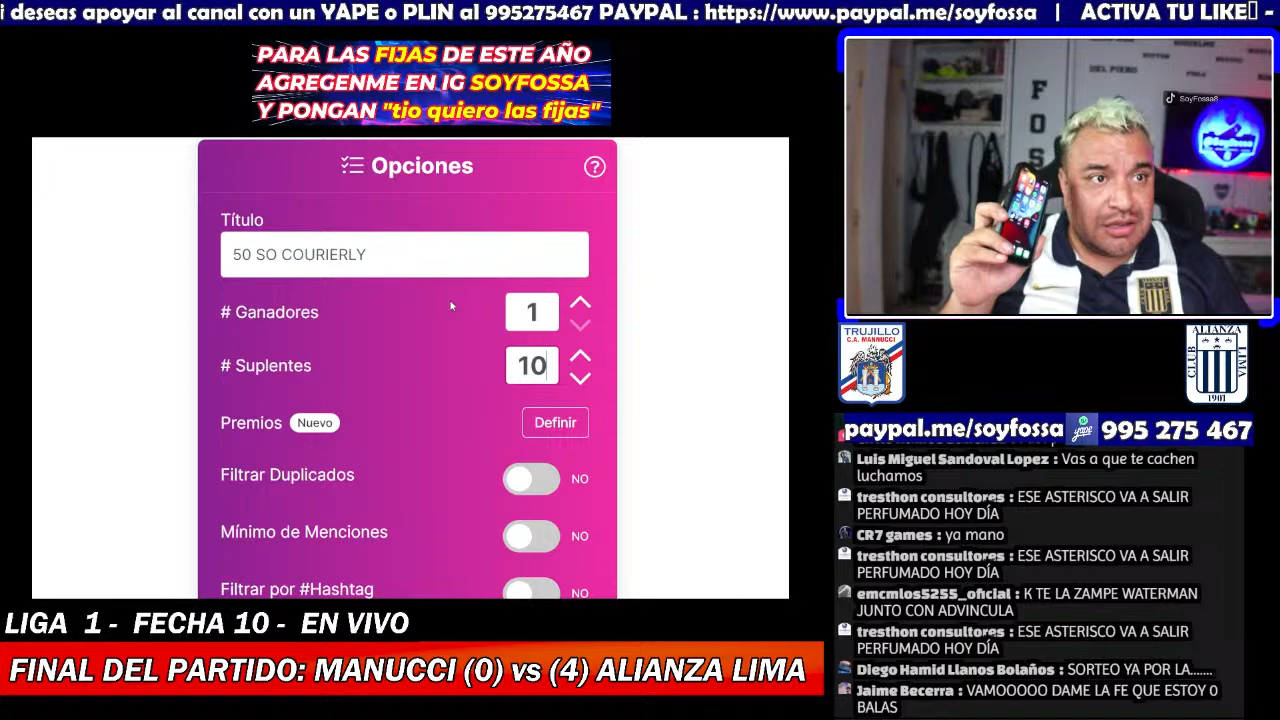 i deseas apoyar al canal con un YAPE o PLIN al 995275467 PAYPAL : https://www.paypal.me/soyfossa | ACTIVA TU LIKE -
PARA LAS FIJAS DE ESTE AÑO
AGREGENME EN IG SOYFOSSA
Y PONGAN "tio quiero las fijas"
Opciones
?
Título
50 SO COURIERLY
# Ganadores
1
# Suplentes
10
Premios Nuevo
Definir
Filtrar Duplicados
NO
Mínimo de Menciones
NO
Filtrar por #Hashtag
NO
DEL PIERO
F
O
S
SoyFossa8
TRUJILLO
C.A. MANNUCCI
ALIANZA
CLUB
LIMA
1901
paypal.me/soyfossa yape 995 275 467
Luis Miguel Sandoval Lopez : Vas a que te cachen
luchamos
tresthon consultores : ESE ASTERISCO VA A SALIR
PERFUMADO HOY DÍA
CR7 games : ya mano
tresthon consultores : ESE ASTERISCO VA A SALIR
PERFUMADO HOY DÍA
emcmlos5255_oficial : K TE LA ZAMPE WATERMAN
JUNTO CON ADVINCULA
tresthon consultores : ESE ASTERISCO VA A SALIR
PERFUMADO HOY DÍA
Diego Hamid Llanos Bolaños : SORTEO YA POR LA.......
Jaime Becerra : VAMOOOOO DAME LA FE QUE ESTOY 0
BALAS
LIGA 1 - FECHA 10 - EN VIVO
FINAL DEL PARTIDO: MANUCCI (0) vs (4) ALIANZA LIMA